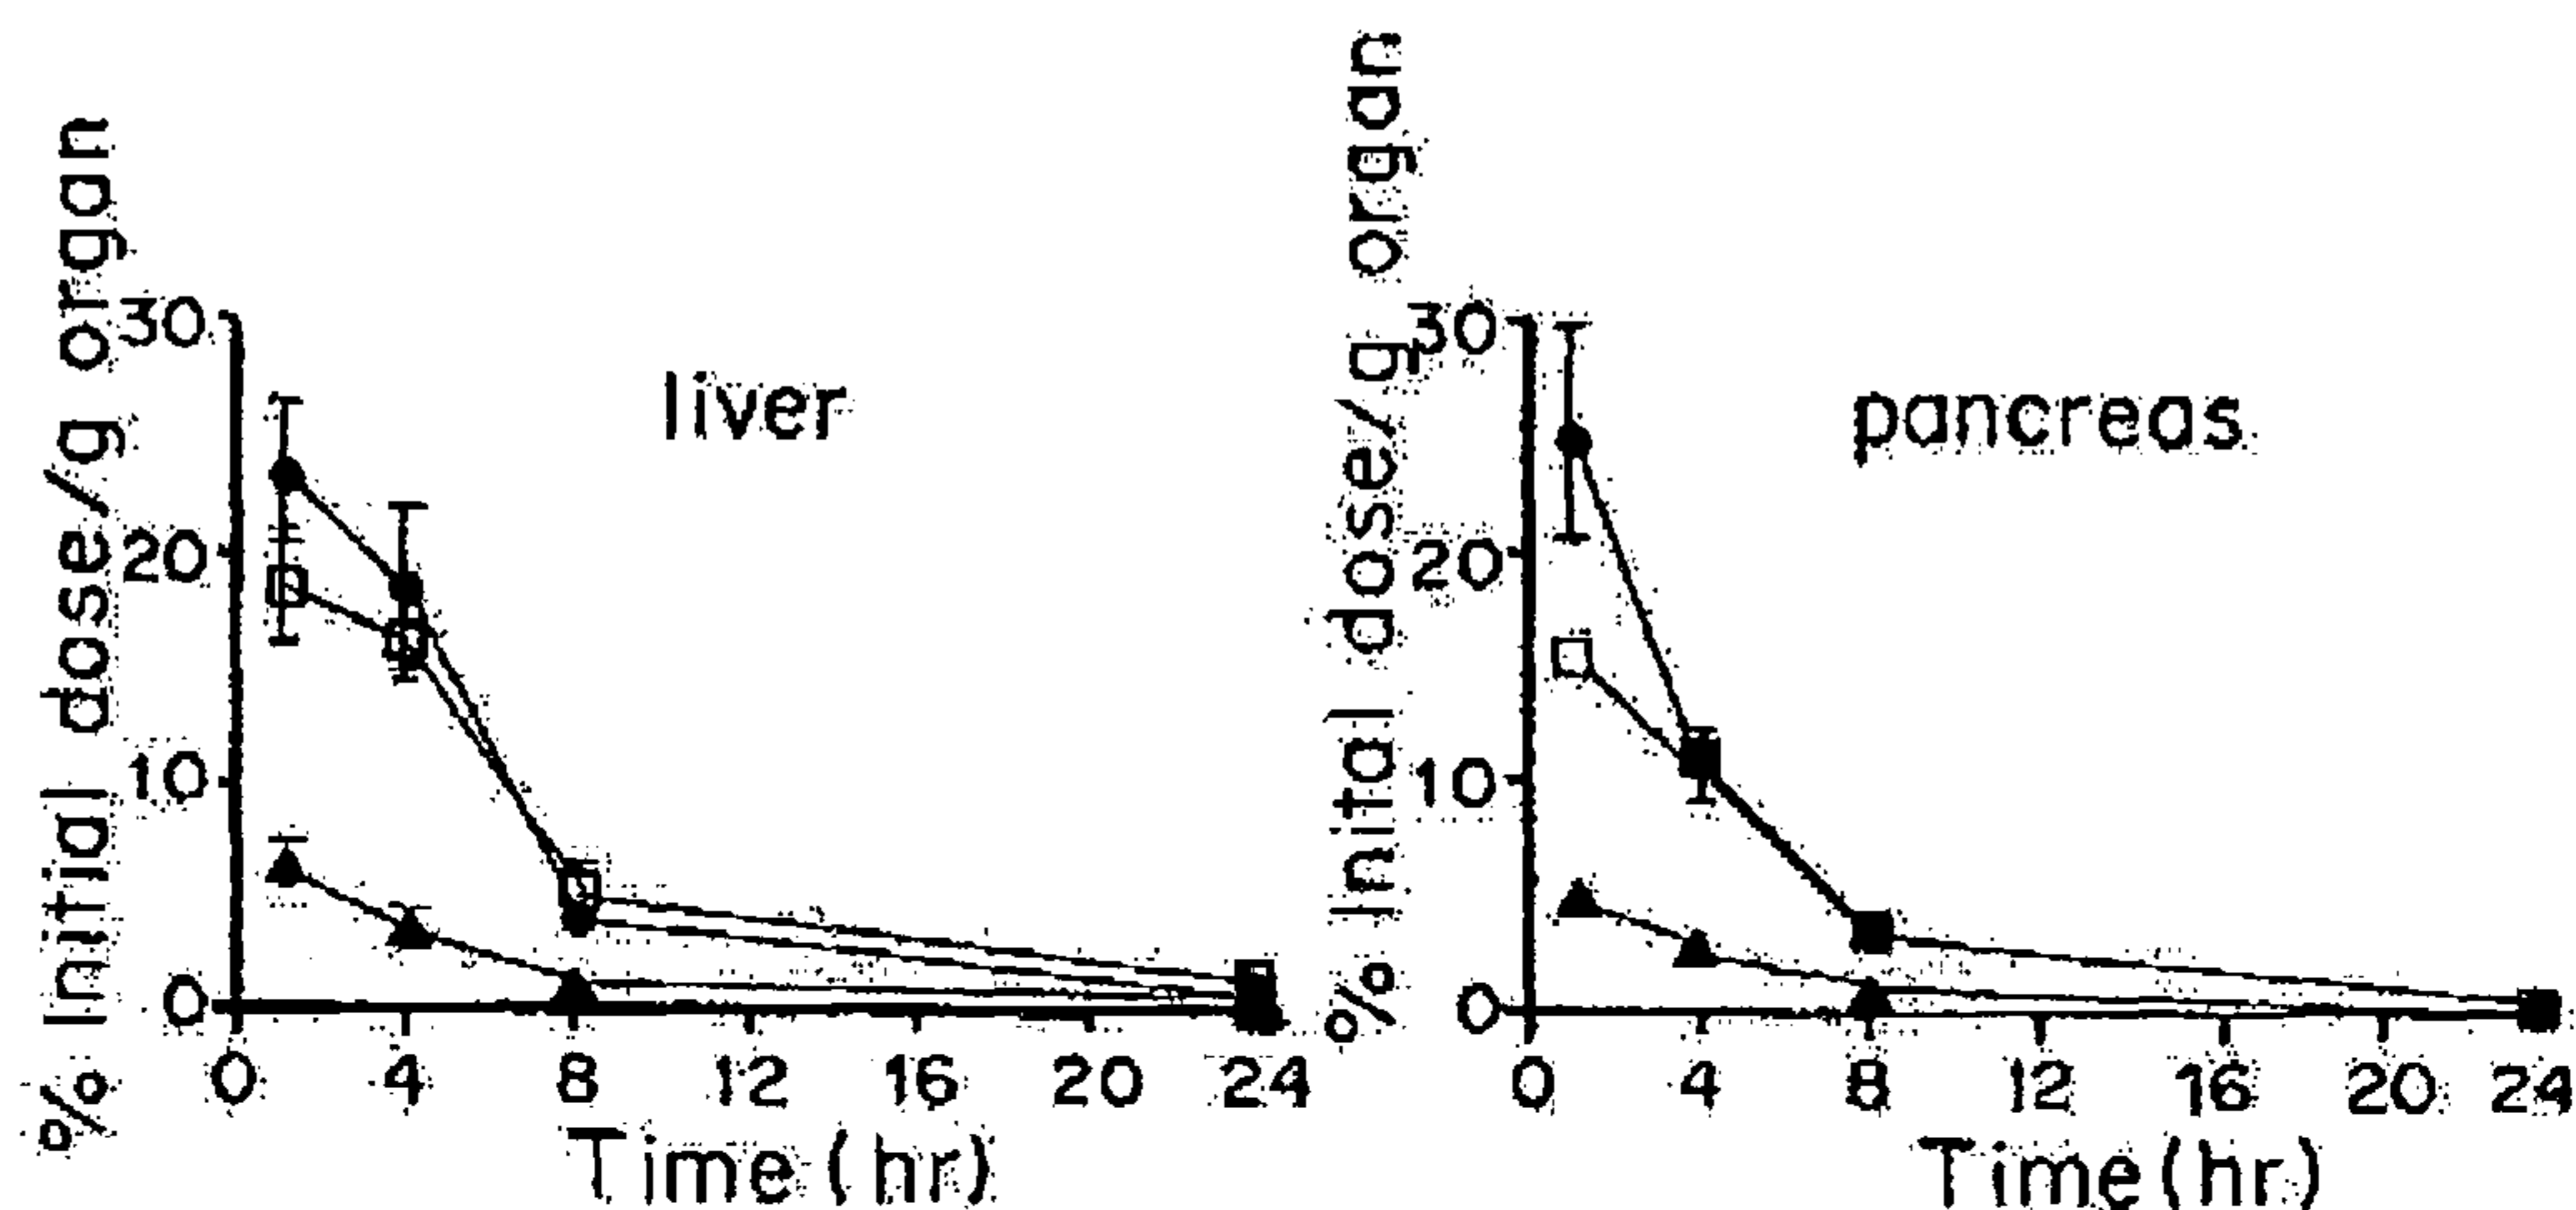 % Initial dose/g organ
30
20
10
0
liver
0 4 8 12 16 20 24
Time (hr)
% Inital dose/g organ
30
20
10
0
pancreas
0 4 8 12 16 20 24
Time (hr)